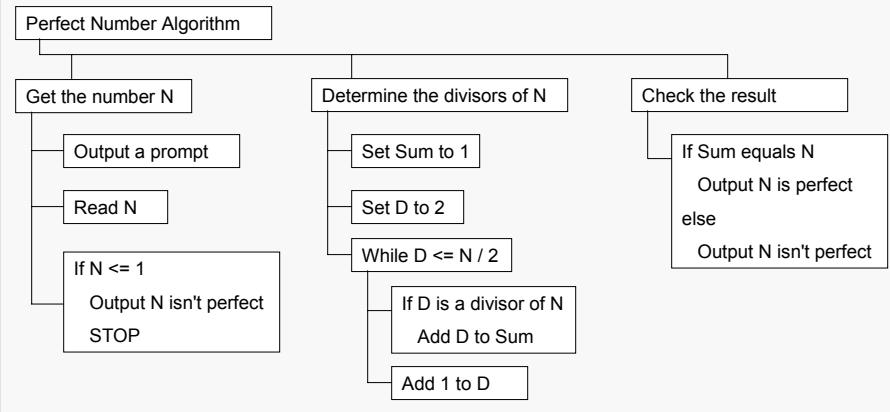 Perfect Number Algorithm
Get the number N
Output a prompt
Read N
If N <= 1
Output N isn't perfect
STOP
Determine the divisors of N
Set Sum to 1
Set D to 2
While D <= N / 2
If D is a divisor of N
Add D to Sum
Add 1 to D
Check the result
If Sum equals N
Output N is perfect
else
Output N isn't perfect